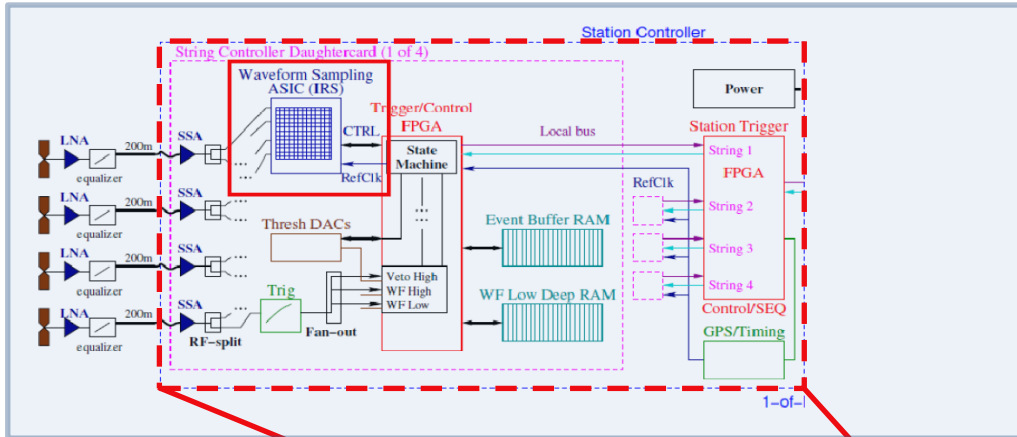 Station Controller
String Controller Daughtercard (1 of 4)
Waveform Sampling
ASIC (IRS)
Power
Trigger/Control
FPGA
Station Trigger
LNA
200m
SSA
CTRL
State
Machine
Local bus
String 1
FPGA
equalizer
RefClk
RefClk
LNA
200m
SSA
String 2
equalizer
Thresh DACs
Event Buffer RAM
LNA
200m
SSA
String 3
equalizer
Veto High
WF High
WF Low
String 4
Trig
WF Low Deep RAM
LNA
200m
SSA
Control/SEQ
equalizer
RF-split
Fan-out
GPS/Timing
1-of-